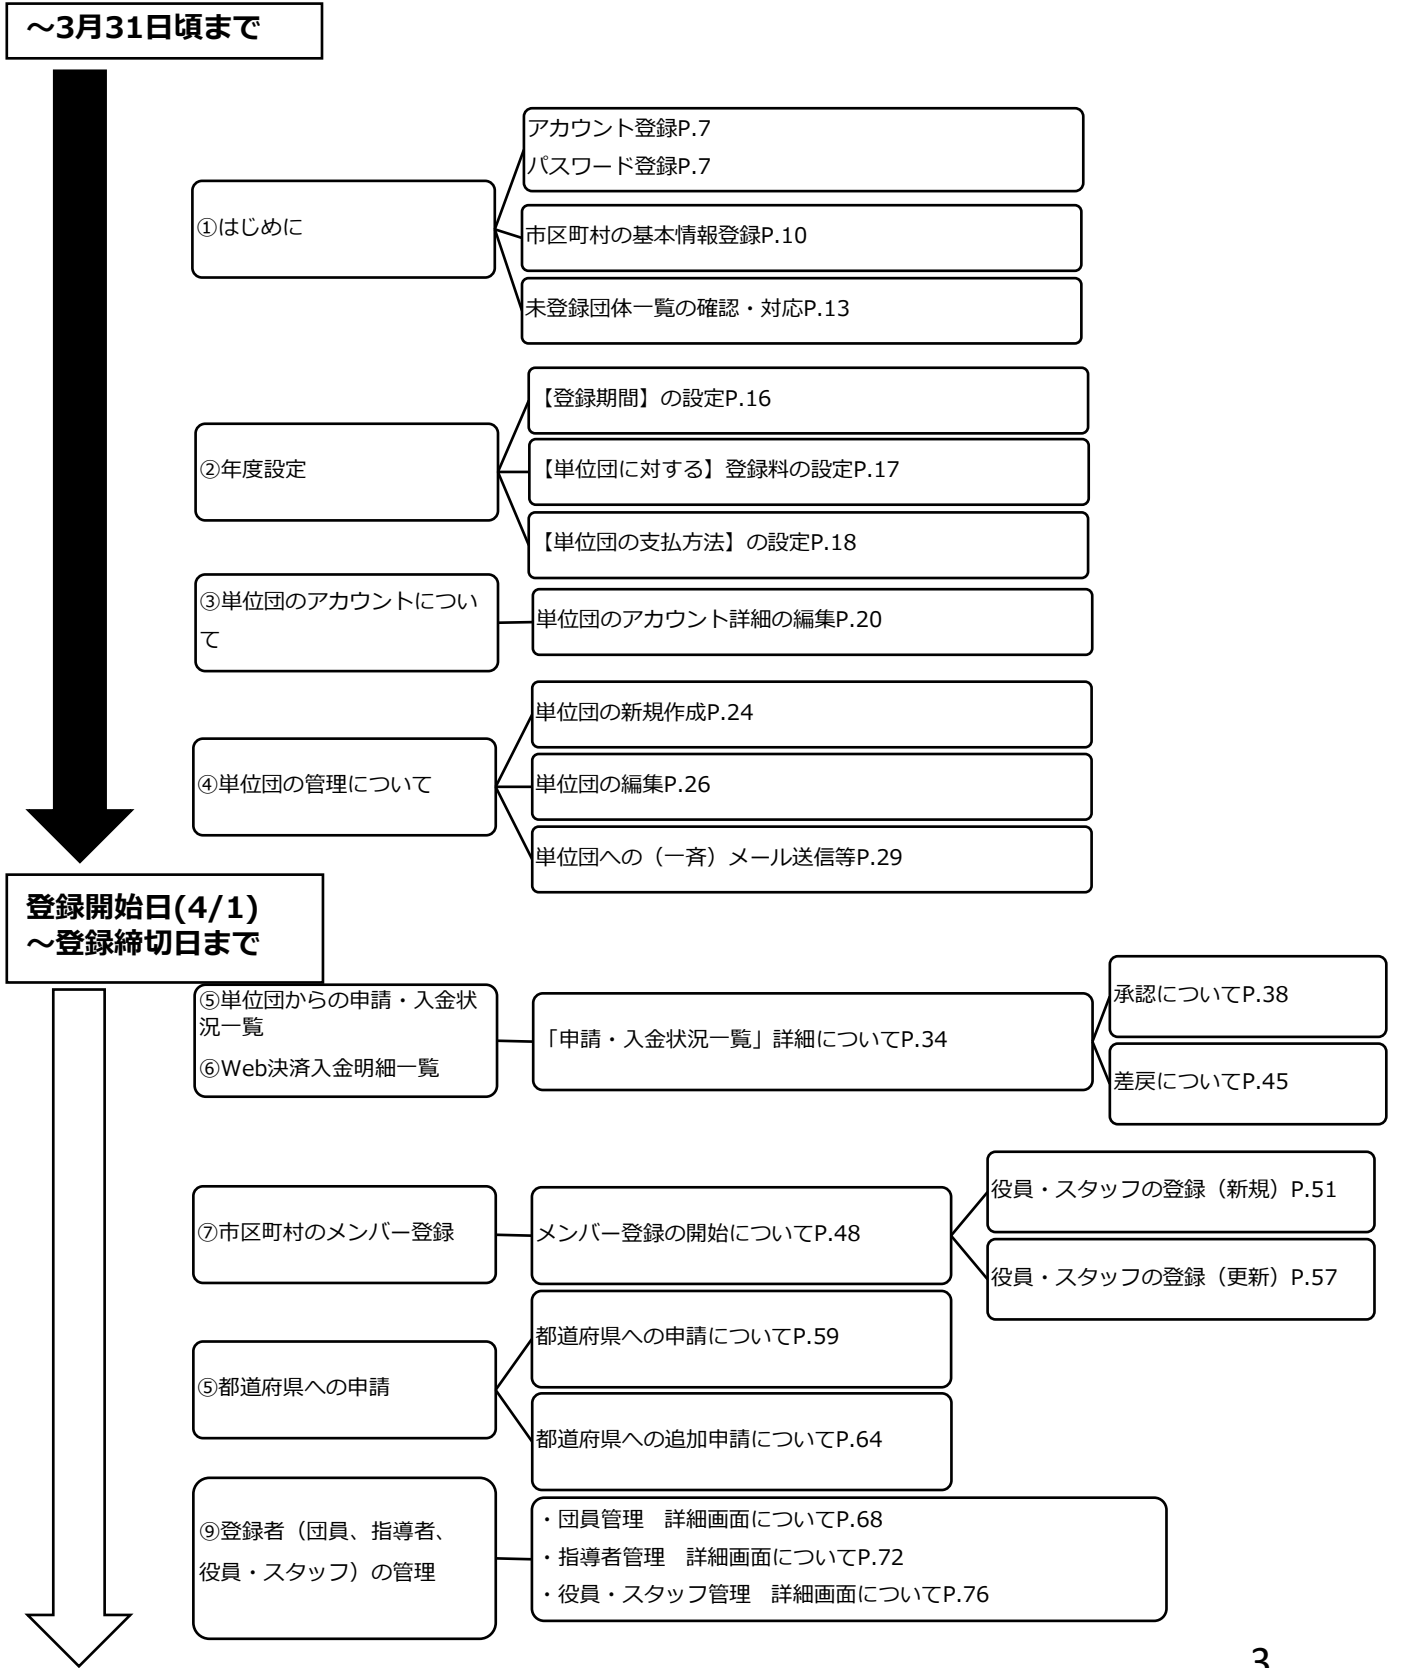 ～3月31日頃まで
①はじめに
アカウント登録P.7
パスワード登録P.7
市区町村の基本情報登録P.10
未登録団体一覧の確認・対応P.13
②年度設定
【登録期間】の設定P.16
【単位団に対する】登録料の設定P.17
【単位団の支払方法】の設定P.18
③単位団のアカウントについ
て
単位団のアカウント詳細の編集P.20
④単位団の管理について
単位団の新規作成P.24
単位団の編集P.26
単位団への（一斉）メール送信等P.29
登録開始日(4/1)
～登録締切日まで
⑤単位団からの申請・入金状
況一覧
⑥Web決済入金明細一覧
「申請・入金状況一覧」詳細についてP.34
承認についてP.38
差戻についてP.45
⑦市区町村のメンバー登録
メンバー登録の開始についてP.48
役員・スタッフの登録（新規）P.51
役員・スタッフの登録（更新）P.57
⑤都道府県への申請
都道府県への申請についてP.59
都道府県への追加申請についてP.64
⑨登録者（団員、指導者、
役員・スタッフ）の管理
・団員管理　詳細画面についてP.68
・指導者管理　詳細画面についてP.72
・役員・スタッフ管理　詳細画面についてP.76
3